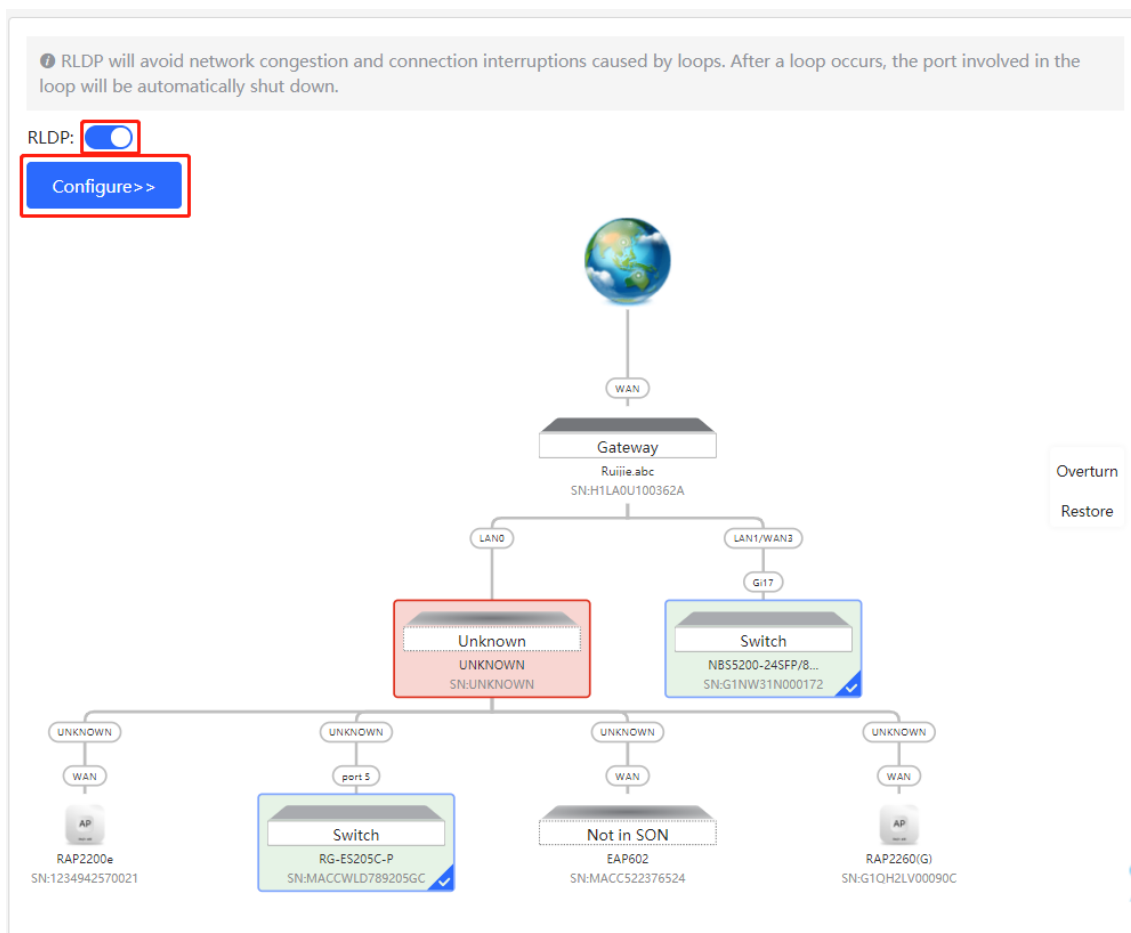 RLDP will avoid network congestion and connection interruptions caused by loops. After a loop occurs, the port involved in the
loop will be automatically shut down.
RLDP:
Configure>>
WAN
Gateway
Ruijie.abc
SN:H1LA0U100362A
Overturn
Restore
LAN0
LAN1/WAN3
Gi17
Unknown
UNKNOWN
SN:UNKNOWN
Switch
NBS5200-24SFP/8...
SN:G1NW31N000172
UNKNOWN
UNKNOWN
UNKNOWN
UNKNOWN
WAN
port 5
WAN
WAN
AP
RAP2200e
SN:1234942570021
Switch
RG-ES205C-P
SN:MACCWLD789205GC
Not in SON
EAP602
SN:MACC522376524
AP
RAP2260(G)
SN:G1QH2LV00090C